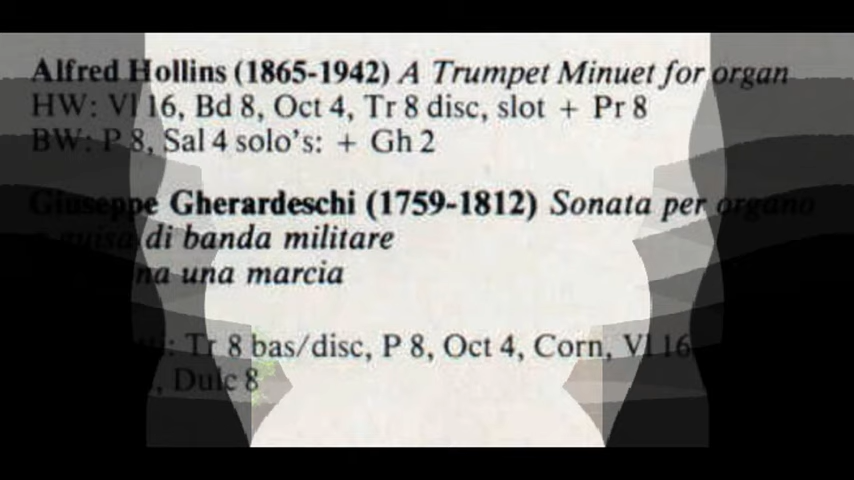 Alfred Hollins (1865-1942) A Trumpet Minuet for organ
HW: Vl 16, Bd 8, Oct 4, Tr 8 disc, slot + Pr 8
BW: P 8, Sal 4 solo's: + Gh 2
Giuseppe Gherardeschi (1759-1812) Sonata per organo
a guisa di banda militare
na una marcia
Tr 8 bas/disc, P 8, Oct 4, Corn, Vl 16
, Dulc 8